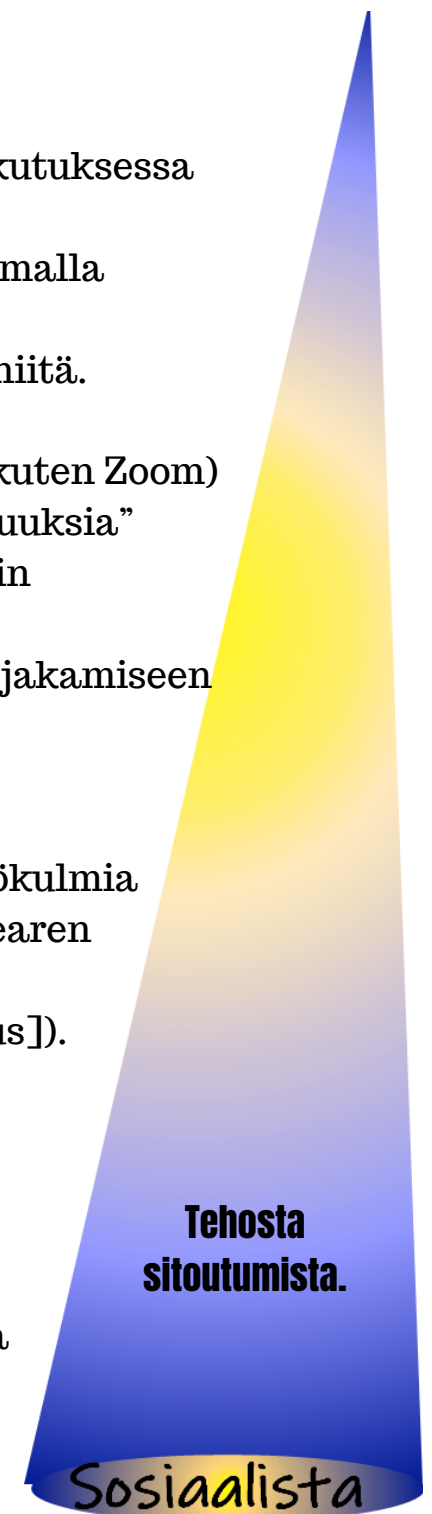 kutuksessa
malla
niitä.
kuten Zoom)
uuksia”
in
jakamiseen
ökulmia
earen
us]).
Tehosta
sitoutumista.
a
Sosiaalista